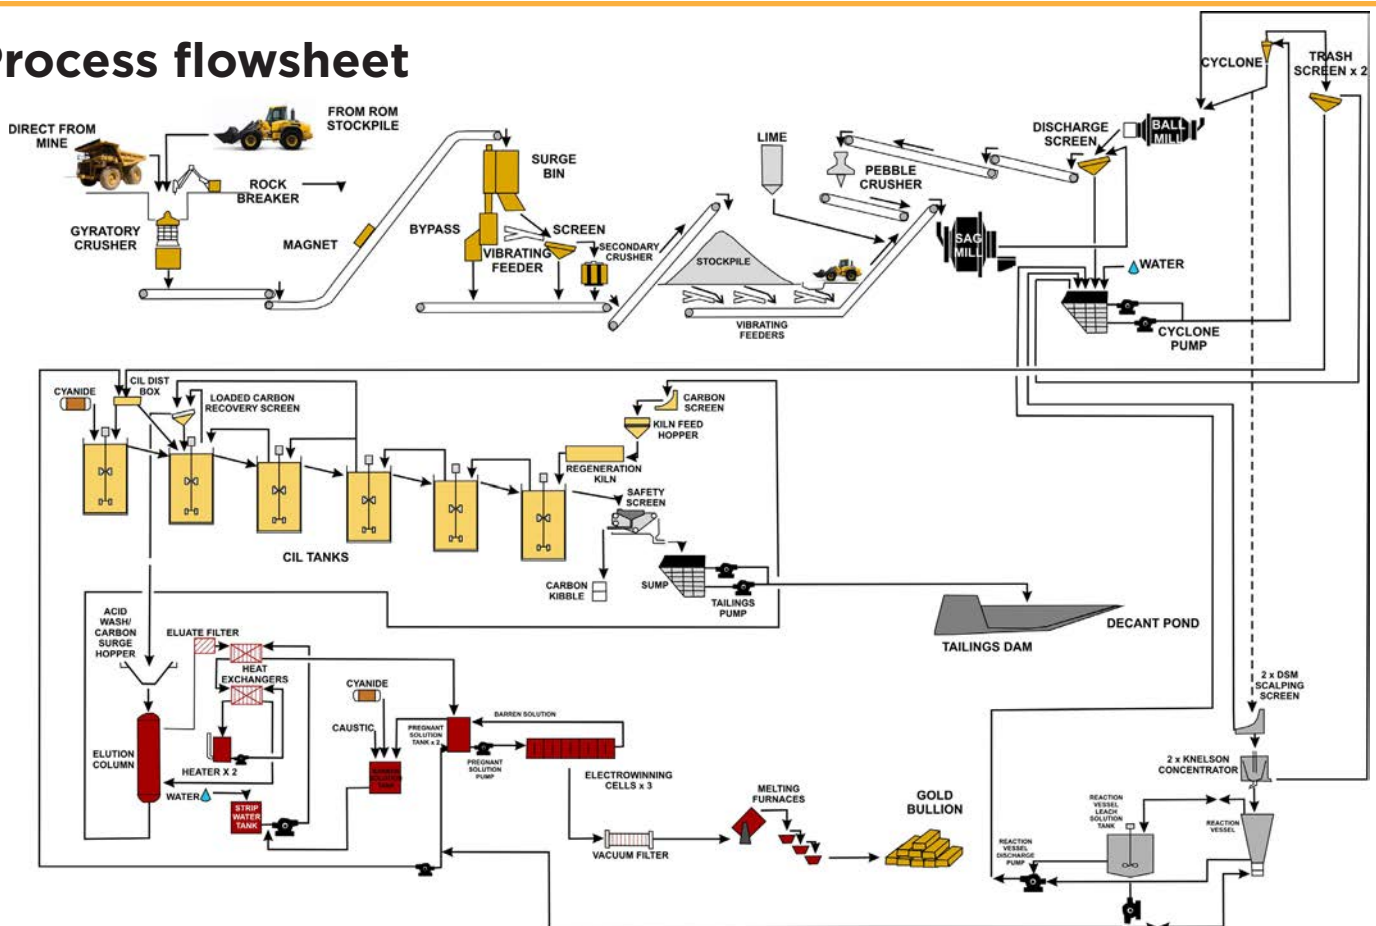 Process flowsheet
DIRECT FROM
MINE
FROM ROM
STOCKPILE
ROCK
BREAKER
GYRATORY
CRUSHER
MAGNET
SURGE
BIN
BYPASS
VIBRATING
FEEDER
SCREEN
SECONDARY
CRUSHER
STOCKPILE
VIBRATING
FEEDERS
LIME
PEBBLE
CRUSHER
SAG
MILL
DISCHARGE
SCREEN
BALL
MILL
CYCLONE
TRASH
SCREEN x 2
WATER
CYCLONE
PUMP
CYANIDE
CIL DIST
BOX
LOADED CARBON
RECOVERY SCREEN
CIL TANKS
CARBON
SCREEN
KILN FEED
HOPPER
REGENERATION
KILN
SAFETY
SCREEN
CARBON
KIBBLE
SUMP
TAILINGS
PUMP
TAILINGS DAM
DECANT POND
ACID
WASH/
CARBON
SURGE
HOPPER
ELUATE FILTER
HEAT
EXCHANGERS
ELUTION
COLUMN
HEATER X 2
WATER
STRIP
WATER
TANK
CYANIDE
CAUSTIC
PREGNANT
SOLUTION
TANK x 2
BARREN SOLUTION
PREGNANT
SOLUTION
PUMP
ELECTROWINNING
CELLS x 3
VACUUM FILTER
MELTING
FURNACES
GOLD
BULLION
2 x DSM
SCALPING
SCREEN
2 x KNELSON
CONCENTRATOR
REACTION
VESSEL
LEACH
SOLUTION
TANK
REACTION
VESSEL
REACTION
VESSEL
DISCHARGE
PUMP